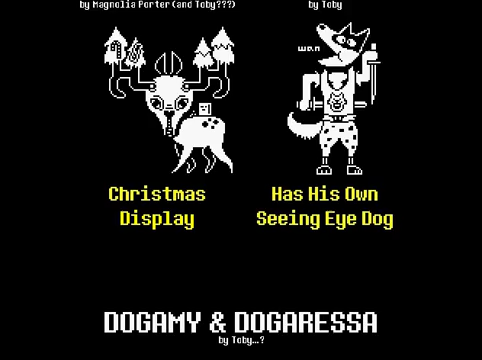 by Magnolia Porter (and Toby???)
by Toby
Christmas
Display
Has His Own
Seeing Eye Dog
DOGAMY & DOGARESSA
by Toby...?